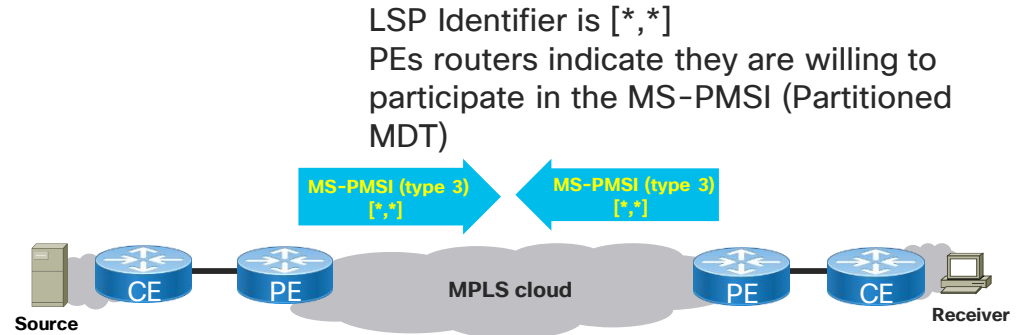 LSP Identifier is [*,*]
PEs routers indicate they are willing to
participate in the MS-PMSI (Partitioned
MDT)
MS-PMSI (type 3)
[*,*]
MS-PMSI (type 3)
[*,*]
CE
PE
MPLS cloud
PE
CE
Source
Receiver